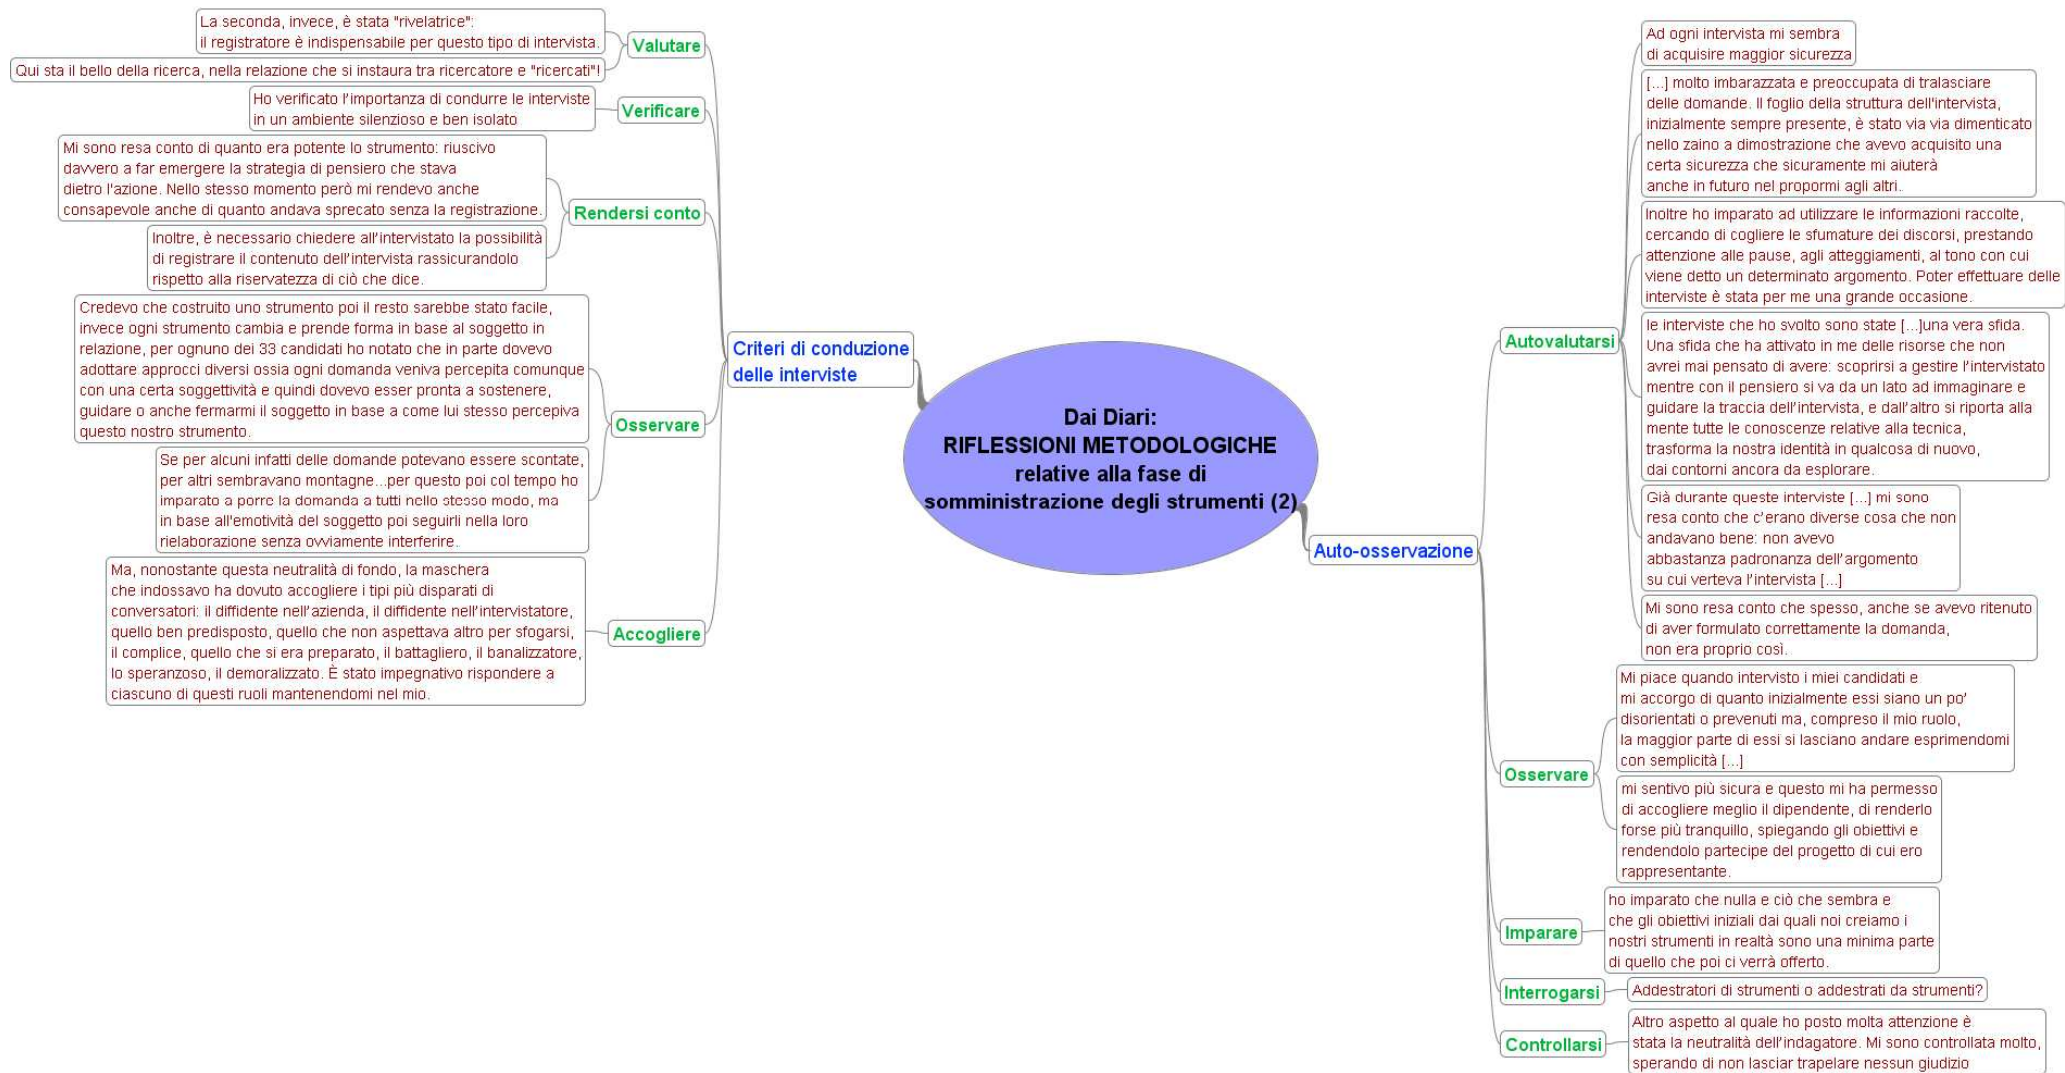 La seconda, invece, è stata "rivelatrice":
il registratore è indispensabile per questo tipo di intervista.
Qui sta il bello della ricerca, nella relazione che si instaura tra ricercatore e "ricercati"!
Valutare
Ho verificato l'importanza di condurre le interviste
in un ambiente silenzioso e ben isolato
Verificare
Mi sono resa conto di quanto era potente lo strumento: riuscivo
davvero a far emergere la strategia di pensiero che stava
dietro l'azione. Nello stesso momento però mi rendevo anche
consapevole anche di quanto andava sprecato senza la registrazione.
Rendersi conto
Inoltre, è necessario chiedere all'intervistato la possibilità
di registrare il contenuto dell'intervista rassicurandolo
rispetto alla riservatezza di ciò che dice.
Credevo che costruito uno strumento poi il resto sarebbe stato facile,
invece ogni strumento cambia e prende forma in base al soggetto in
relazione, per ognuno dei 33 candidati ho notato che in parte dovevo
adottare approcci diversi ossia ogni domanda veniva percepita comunque
con una certa soggettività e quindi dovevo esser pronta a sostenere,
guidare o anche fermarmi il soggetto in base a come lui stesso percepiva
questo nostro strumento.
Osservare
Se per alcuni infatti delle domande potevano essere scontate,
per altri sembravano montagne...per questo poi col tempo ho
imparato a porre la domanda a tutti nello stesso modo, ma
in base all'emotività del soggetto poi seguirli nella loro
rielaborazione senza ovviamente interferire.
Ma, nonostante questa neutralità di fondo, la maschera
che indossavo ha dovuto accogliere i tipi più disparati di
conversatori: il diffidente nell'azienda, il diffidente nell'intervistatore,
quello ben predisposto, quello che non aspettava altro per sfogarsi,
il complice, quello che si era preparato, il battagliero, il banalizzatore,
lo speranzoso, il demoralizzato. È stato impegnativo rispondere a
ciascuno di questi ruoli mantenendomi nel mio.
Accogliere
Criteri di conduzione
delle interviste
Dai Diari:
RIFLESSIONI METODOLOGICHE
relative alla fase di
somministrazione degli strumenti (2)
Auto-osservazione
Autovalutarsi
Ad ogni intervista mi sembra
di acquisire maggior sicurezza
[...] molto imbarazzata e preoccupata di tralasciare
delle domande. Il foglio della struttura dell'intervista,
inizialmente sempre presente, è stato via via dimenticato
nello zaino a dimostrazione che avevo acquisito una
certa sicurezza che sicuramente mi aiuterà
anche in futuro nel propormi agli altri.
Inoltre ho imparato ad utilizzare le informazioni raccolte,
cercando di cogliere le sfumature dei discorsi, prestando
attenzione alle pause, agli atteggiamenti, al tono con cui
viene detto un determinato argomento. Poter effettuare delle
interviste è stata per me una grande occasione.
le interviste che ho svolto sono state [...]una vera sfida.
Una sfida che ha attivato in me delle risorse che non
avrei mai pensato di avere: scoprirsi a gestire l'intervistato
mentre con il pensiero si va da un lato ad immaginare e
guidare la traccia dell'intervista, e dall'altro si riporta alla
mente tutte le conoscenze relative alla tecnica,
trasforma la nostra identità in qualcosa di nuovo,
dai contorni ancora da esplorare.
Già durante queste interviste [...] mi sono
resa conto che c'erano diverse cosa che non
andavano bene: non avevo
abbastanza padronanza dell'argomento
su cui verteva l'intervista [...]
Mi sono resa conto che spesso, anche se avevo ritenuto
di aver formulato correttamente la domanda,
non era proprio così.
Osservare
Mi piace quando intervisto i miei candidati e
mi accorgo di quanto inizialmente essi siano un po'
disorientati o prevenuti ma, compreso il mio ruolo,
la maggior parte di essi si lasciano andare esprimendomi
con semplicità [...]
mi sentivo più sicura e questo mi ha permesso
di accogliere meglio il dipendente, di renderlo
forse più tranquillo, spiegando gli obiettivi e
rendendolo partecipe del progetto di cui ero
rappresentante.
Imparare
ho imparato che nulla e ciò che sembra e
che gli obiettivi iniziali dai quali noi creiamo i
nostri strumenti in realtà sono una minima parte
di quello che poi ci verrà offerto.
Interrogarsi
Addestratori di strumenti o addestrati da strumenti?
Controllarsi
Altro aspetto al quale ho posto molta attenzione è
stata la neutralità dell'indagatore. Mi sono controllata molto,
sperando di non lasciar trapelare nessun giudizio